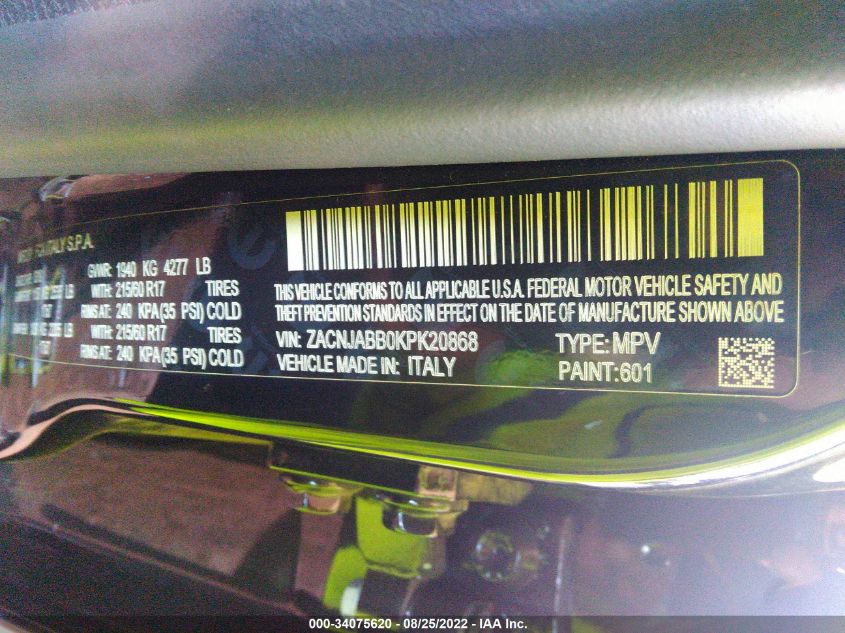 ITALY S.P.A.
GVWR: 1940 KG 4277 LB
WITH: 215/60 R17 TIRES
RIMS AT: 240 KPA(35 PSI) COLD
WITH: 215/60 R17 TIRES
RIMS AT: 240 KPA(35 PSI) COLD
THIS VEHICLE CONFORMS TO ALL APPLICABLE U.S.A. FEDERAL MOTOR VEHICLE SAFETY AND
THEFT PREVENTION STANDARDS IN EFFECT ON THE DATE OF MANUFACTURE SHOWN ABOVE
VIN: ZACNJABB0KPK20868 TYPE: MPV
VEHICLE MADE IN: ITALY PAINT:601
000-34075620 - 08/25/2022 - IAA Inc.